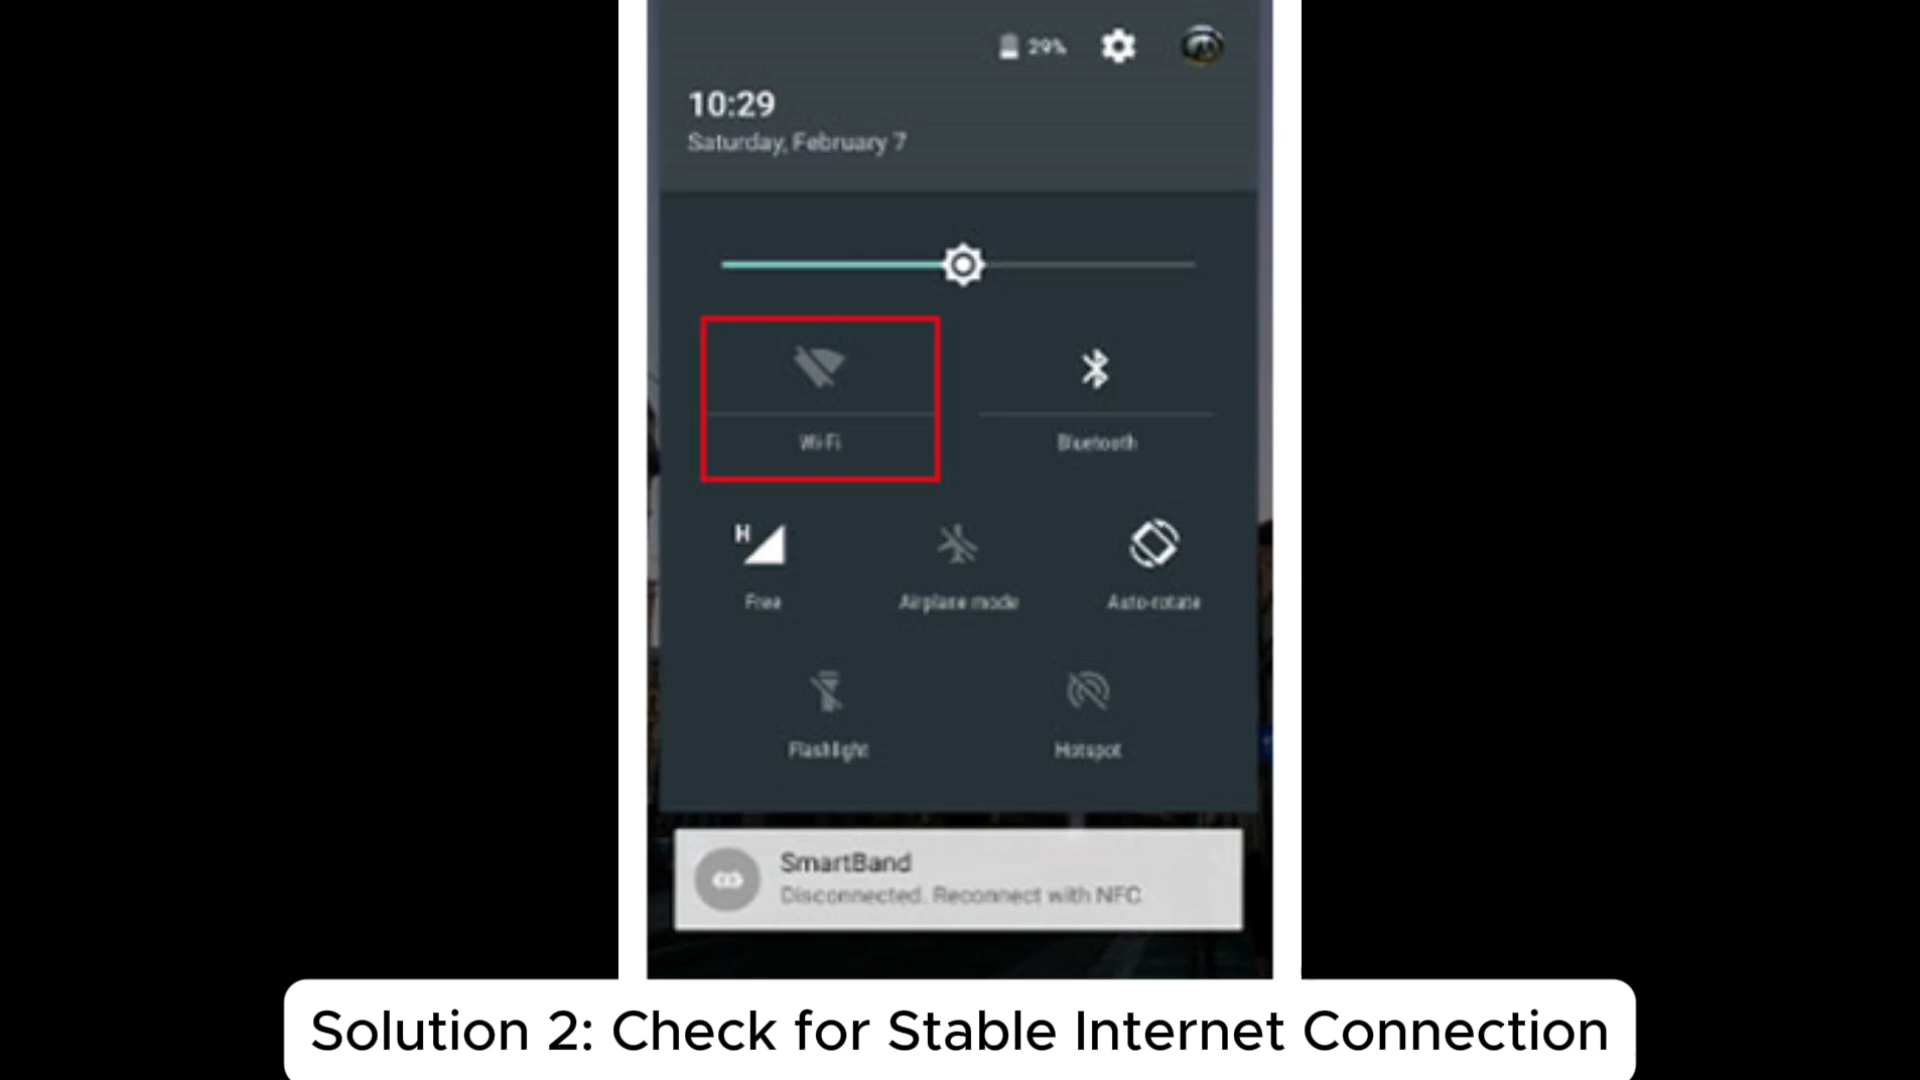 29%
10:29
Saturday, February 7
Wi-Fi
Bluetooth
H
Free
Airplane mode
Auto-rotate
Flashlight
Hotspot
SmartBand
Disconnected. Reconnect with NFC
Solution 2: Check for Stable Internet Connection